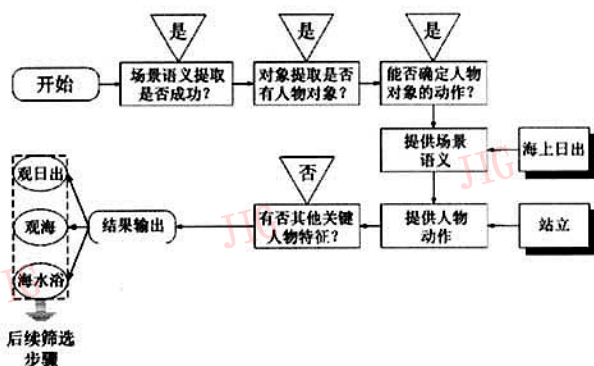 是
是
是
开始
场景语义提取
是否成功？
对象提取是否
有人物对象？
能否确定人物
对象的动作？
提供场景
语义
海上日出
否
有否其他关键
人物特征？
提供人物
动作
站立
结果输出
观日出
观海
海水浴
后续筛选
步骤
JIG
JIG